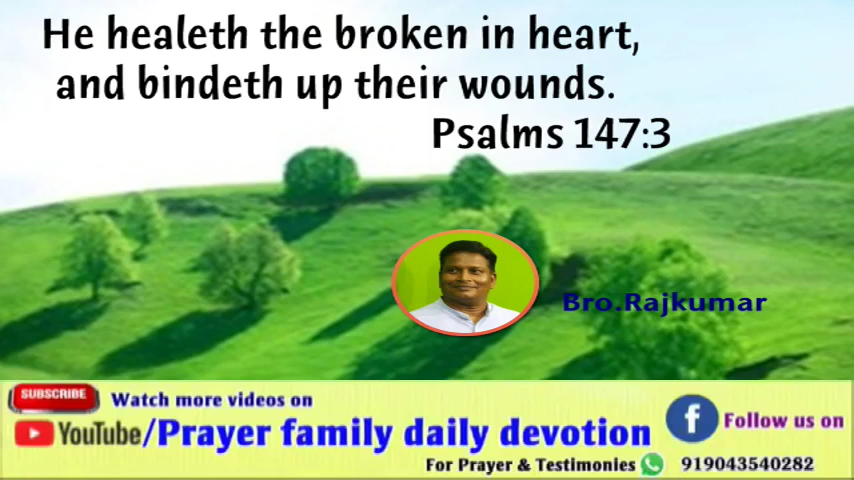 He healeth the broken in heart,
and bindeth up their wounds.
Psalms 147:3
Bro.Rajkumar
SUBSCRIBE
Watch more videos on
YouTube/Prayer family daily devotion
f Follow us on
For Prayer & Testimonies 919043540282